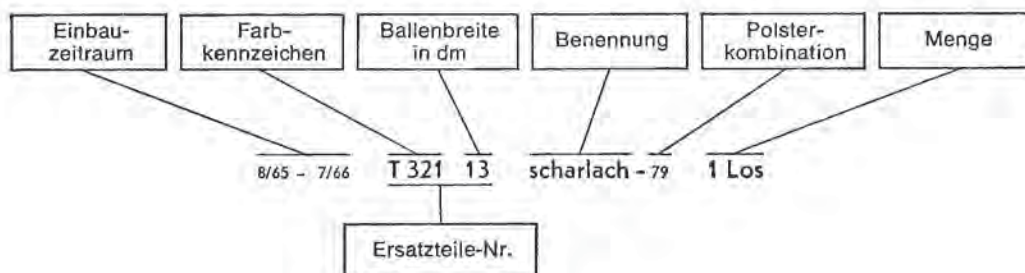 Einbau-
zeitraum
Farb-
kennzeichen
Ballenbreite
in dm
Benennung
Polster-
kombination
Menge
8/65 - 7/66 T 321 13 scharlach - 79 1 Los
Ersatzteile-Nr.